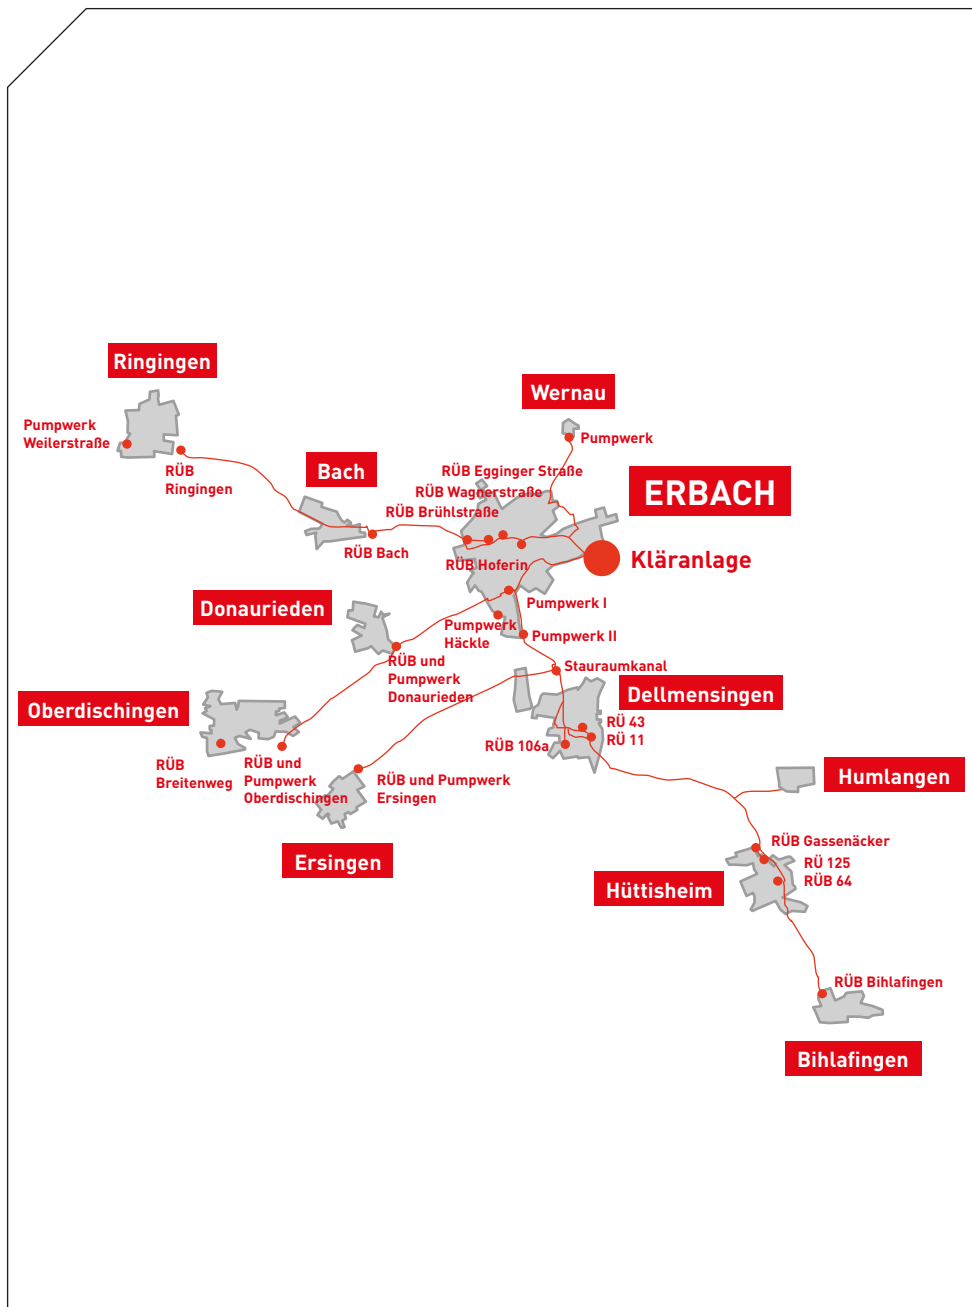 Ringingen
Pumpwerk
Weilerstraße
RÜB
Ringingen
Wernau
Pumpwerk
Bach
RÜB Egginger Straße
RÜB Wagnerstraße
RÜB Brühlstraße
ERBACH
RÜB Bach
RÜB Hoferin
Kläranlage
Donaurieden
Pumpwerk I
Pumpwerk
Häckle
Pumpwerk II
RÜB und
Pumpwerk
Donaurieden
Stauraumkanal
Oberdischingen
Dellmensingen
RÜ 43
RÜ 11
RÜB 106a
RÜB
Breitenweg
RÜB und
Pumpwerk
Oberdischingen
RÜB und Pumpwerk
Ersingen
Humlangen
Ersingen
RÜB Gassenäcker
RÜ 125
RÜB 64
Hüttisheim
RÜB Bihlafingen
Bihlafingen